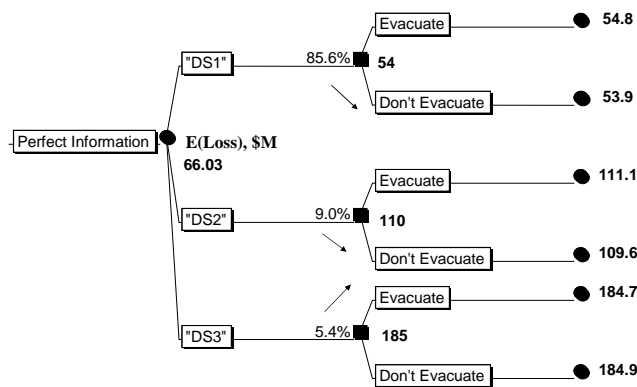 Evacuate 54.8
"DS1" 85.6% 54
Don't Evacuate 53.9
Perfect Information E(Loss), $M
66.03
Evacuate 111.1
"DS2" 9.0% 110
Don't Evacuate 109.6
Evacuate 184.7
"DS3" 5.4% 185
Don't Evacuate 184.9